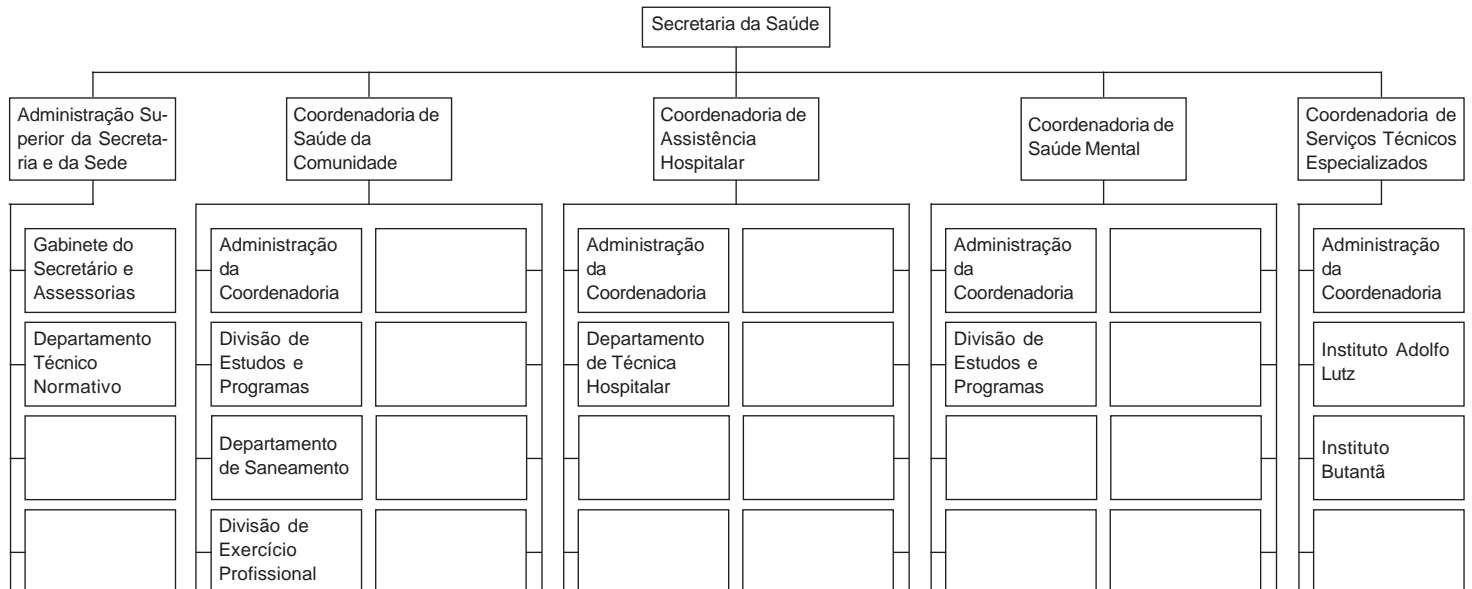 Secretaria da Saúde
Administração Su-
perior da Secreta-
ria e da Sede
Coordenadoria de
Saúde da
Comunidade
Coordenadoria de
Assistência
Hospitalar
Coordenadoria de
Saúde Mental
Coordenadoria de
Serviços Técnicos
Especializados
Gabinete do
Secretário e
Assessorias
Administração
da
Coordenadoria
Administração
da
Coordenadoria
Administração
da
Coordenadoria
Administração
da
Coordenadoria
Departamento
Técnico
Normativo
Divisão de
Estudos e
Programas
Departamento
de Técnica
Hospitalar
Divisão de
Estudos e
Programas
Instituto Adolfo
Lutz
Departamento
de Saneamento
Instituto
Butantã
Divisão de
Exercício
Profissional